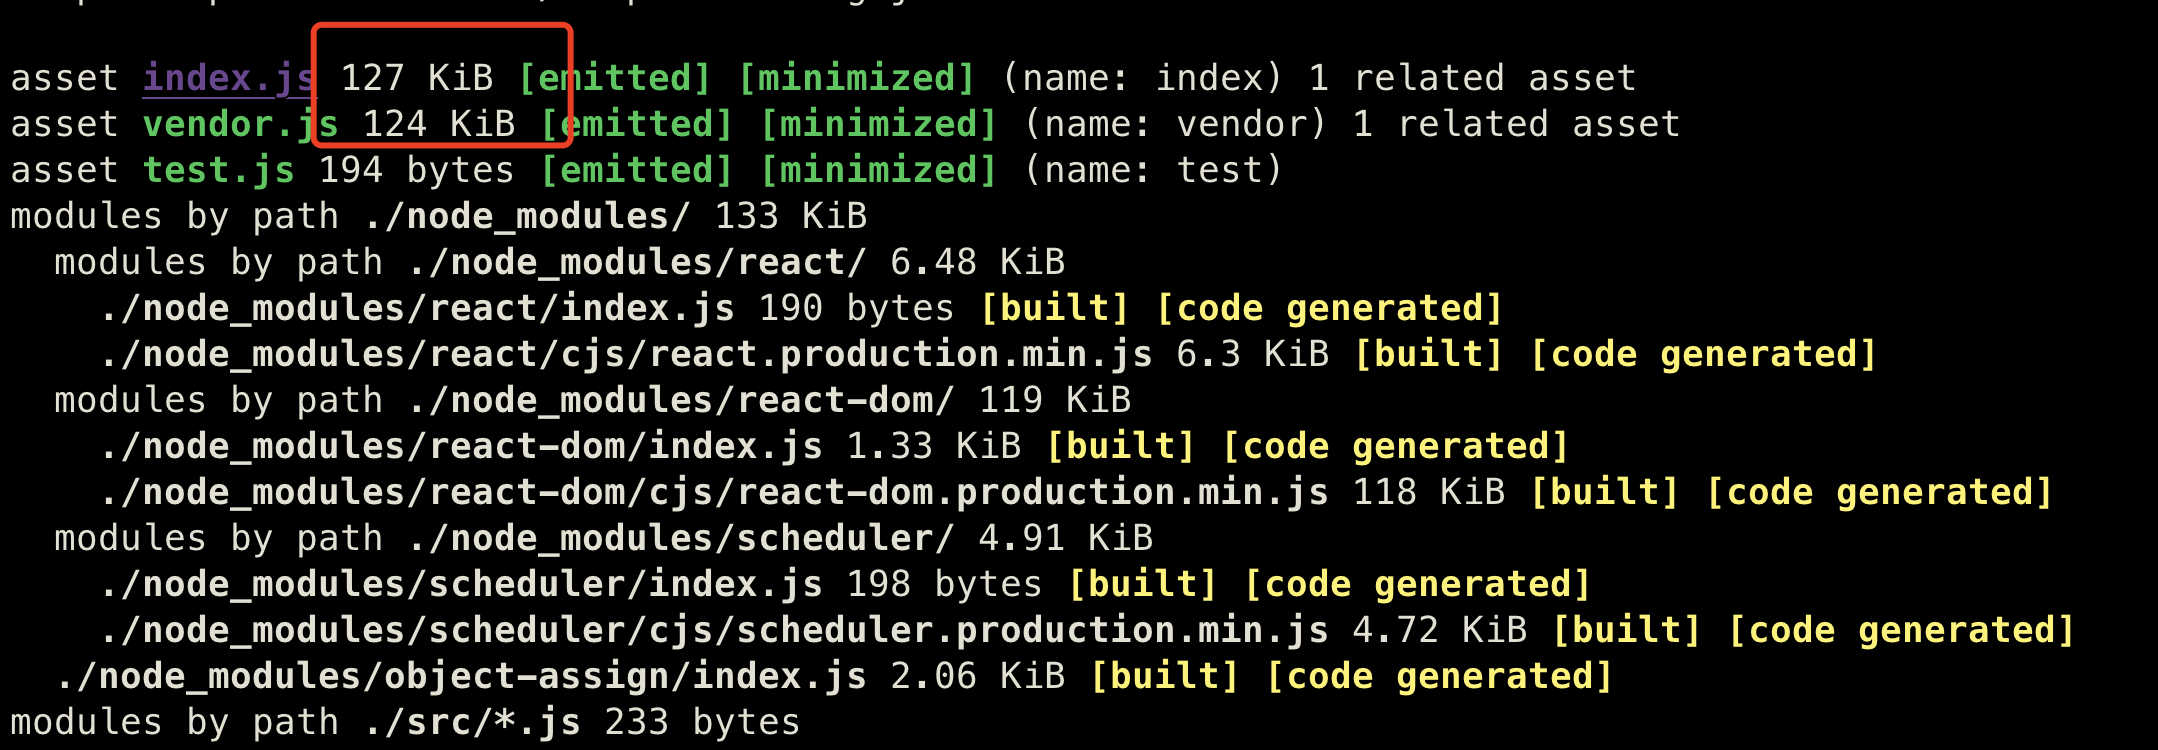 asset index.js 127 KiB [emitted] [minimized] (name: index) 1 related asset
asset vendor.js 124 KiB [emitted] [minimized] (name: vendor) 1 related asset
asset test.js 194 bytes [emitted] [minimized] (name: test)
modules by path ./node_modules/ 133 KiB
  modules by path ./node_modules/react/ 6.48 KiB
    ./node_modules/react/index.js 190 bytes [built] [code generated]
    ./node_modules/react/cjs/react.production.min.js 6.3 KiB [built] [code generated]
  modules by path ./node_modules/react-dom/ 119 KiB
    ./node_modules/react-dom/index.js 1.33 KiB [built] [code generated]
    ./node_modules/react-dom/cjs/react-dom.production.min.js 118 KiB [built] [code generated]
  modules by path ./node_modules/scheduler/ 4.91 KiB
    ./node_modules/scheduler/index.js 198 bytes [built] [code generated]
    ./node_modules/scheduler/cjs/scheduler.production.min.js 4.72 KiB [built] [code generated]
  ./node_modules/object-assign/index.js 2.06 KiB [built] [code generated]
modules by path ./src/*.js 233 bytes